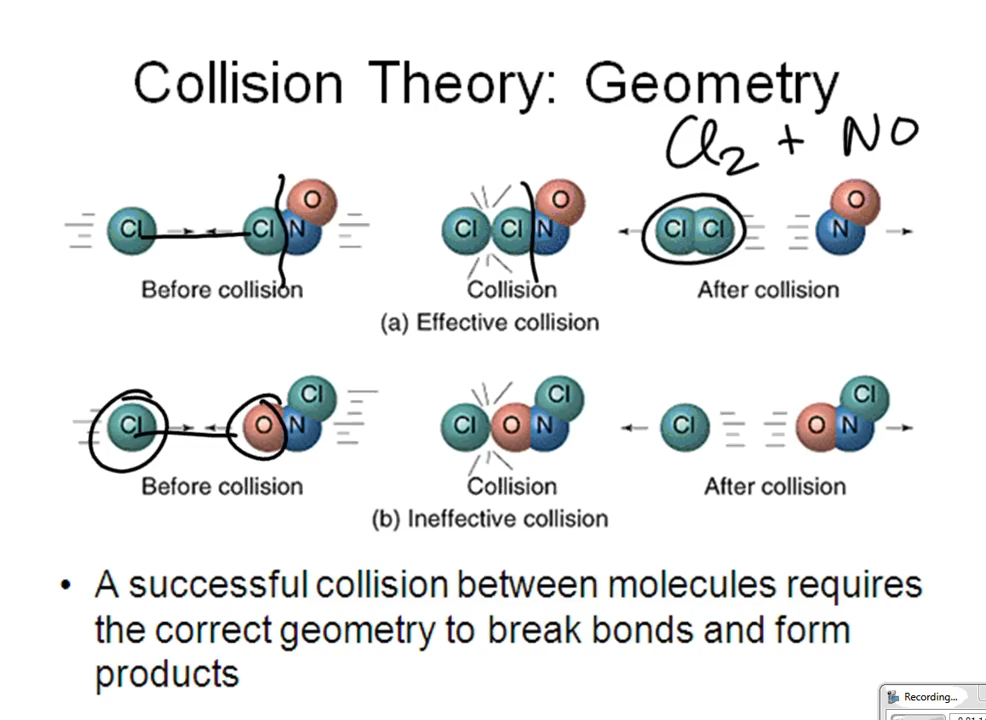 Collision Theory: Geometry
Cl2 + NO
Cl Cl N O Cl Cl N O Cl Cl N O
Before collision Collision After collision
(a) Effective collision
Cl O N Cl Cl O N Cl Cl O N Cl
Before collision Collision After collision
(b) Ineffective collision
• A successful collision between molecules requires
the correct geometry to break bonds and form
products
Recording...